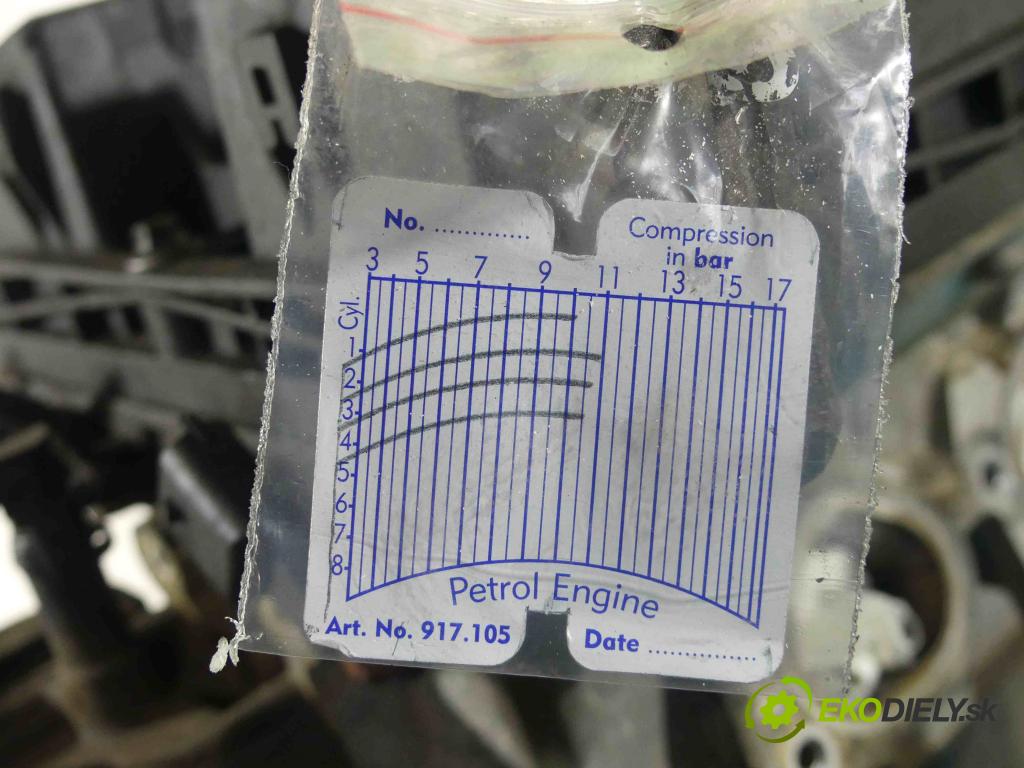 No. ..............
Compression
in bar
3 5 7 9 11 13 15 17
Cyl.
1
2
3
4
5
6
7
8
Petrol Engine
Art. No. 917.105
Date ................
EKODIELY.sk